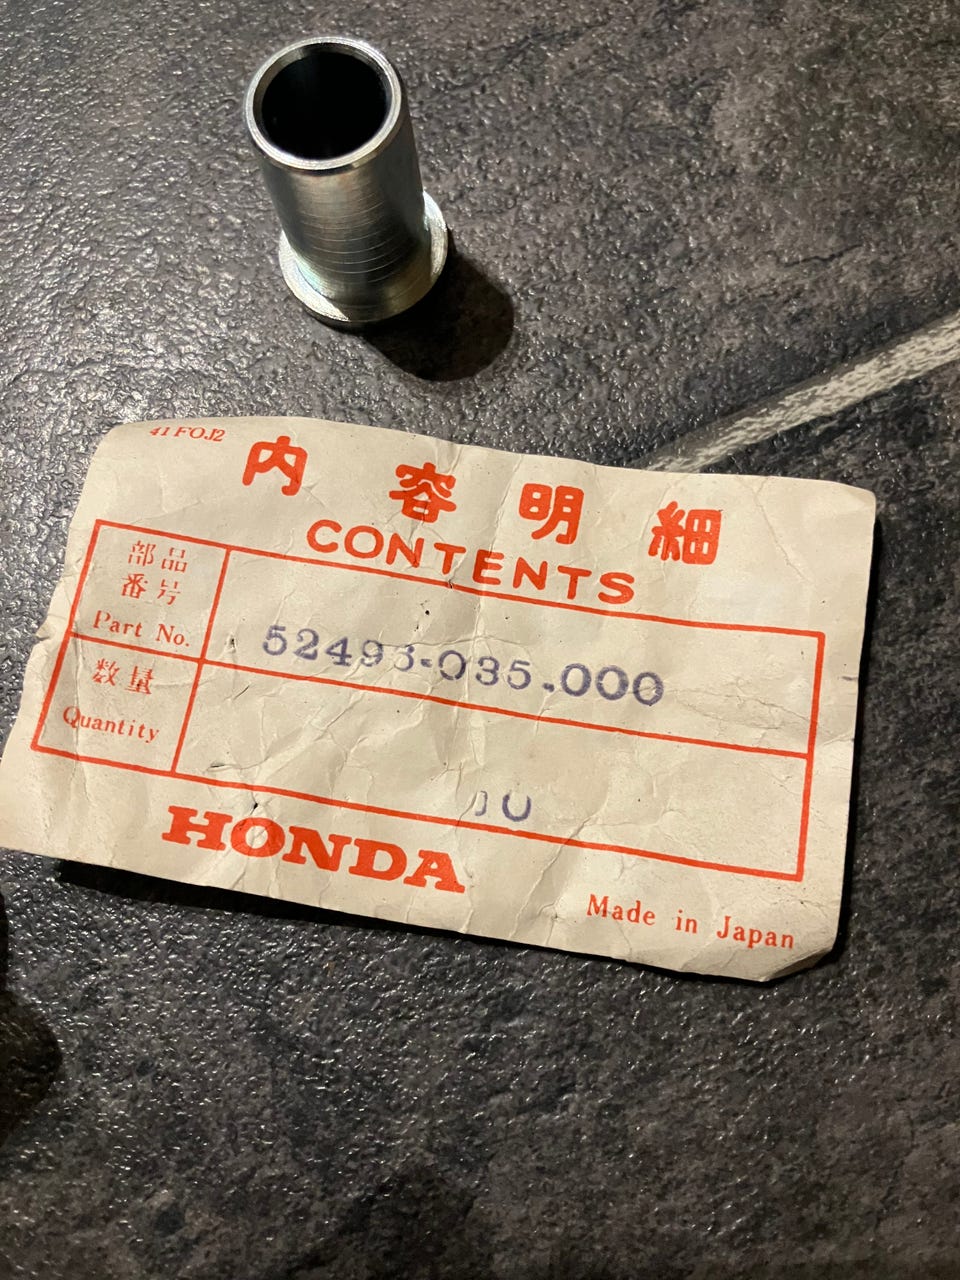 41 FOJ2
内容明細
CONTENTS
部品
番号
Part No.
52493-035.000
数量
Quantity
HONDA
Made in Japan